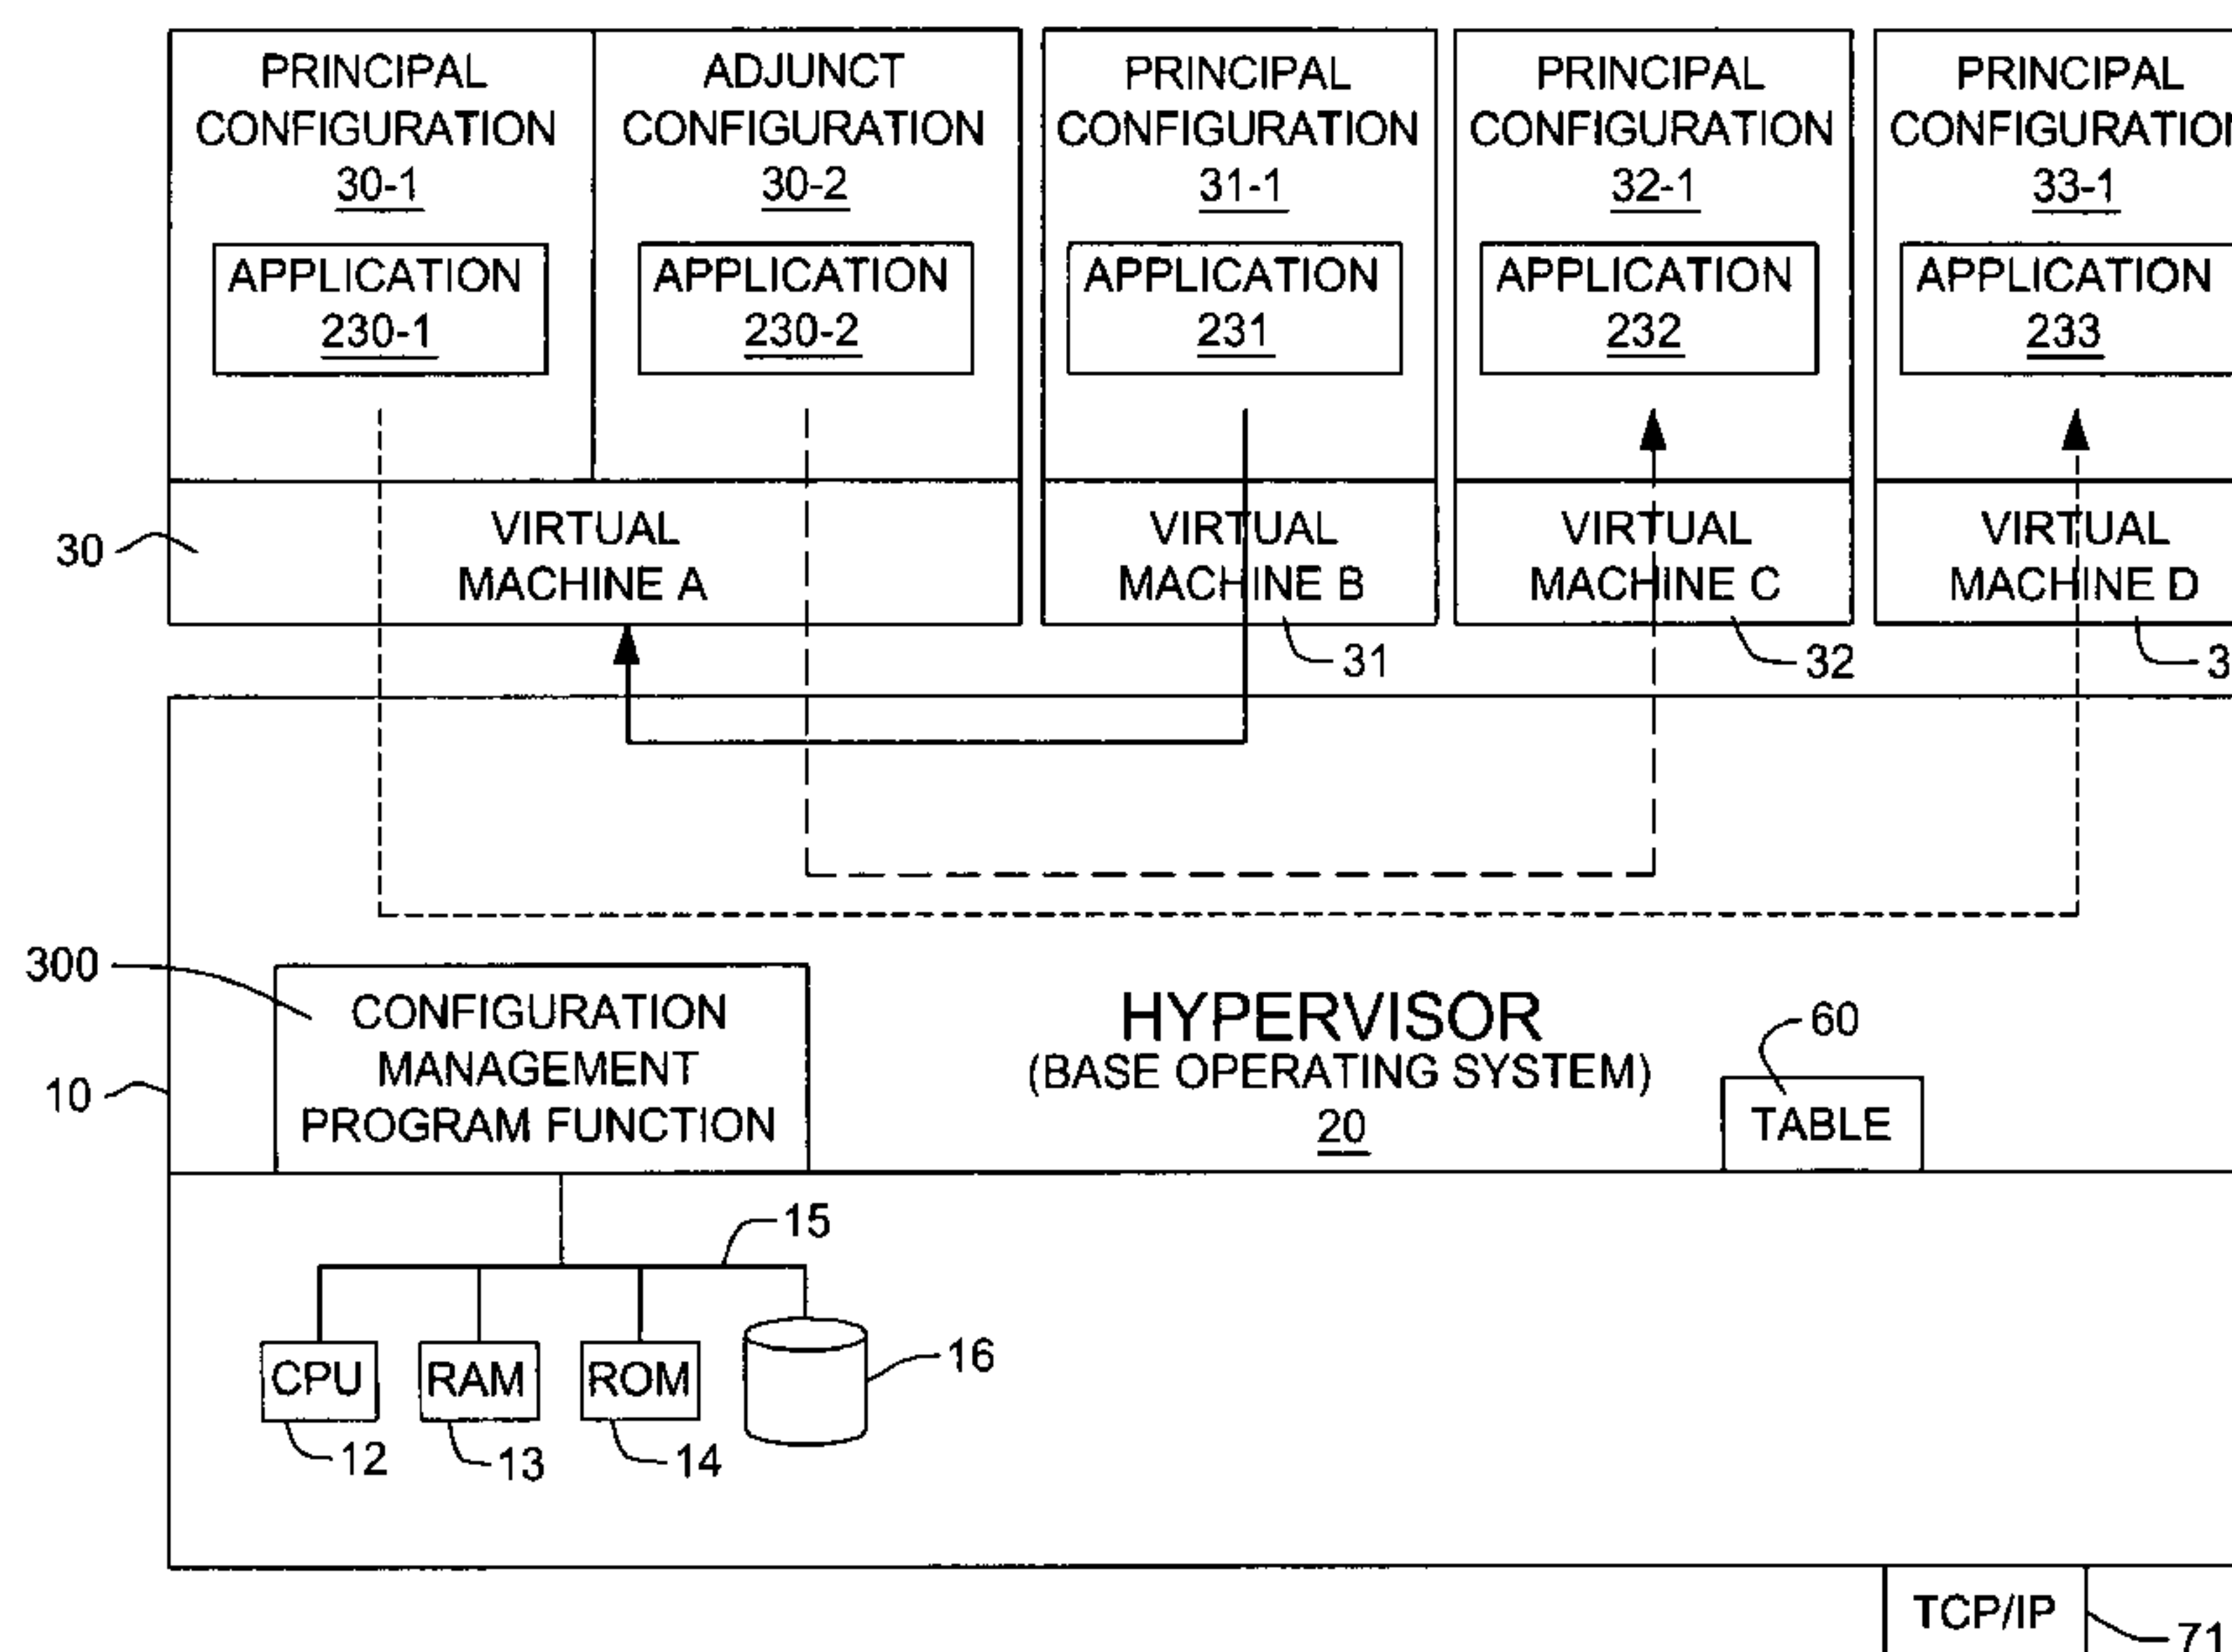 PRINCIPAL
CONFIGURATION
30-1
APPLICATION
230-1
ADJUNCT
CONFIGURATION
30-2
APPLICATION
230-2
VIRTUAL
MACHINE A
30
PRINCIPAL
CONFIGURATION
31-1
APPLICATION
231
VIRTUAL
MACHINE B
31
PRINCIPAL
CONFIGURATION
32-1
APPLICATION
232
VIRTUAL
MACHINE C
32
PRINCIPAL
33-1
APPLICATION
233
VIRTUAL
MACHINE D
300
CONFIGURATION
MANAGEMENT
PROGRAM FUNCTION
10
HYPERVISOR
(BASE OPERATING SYSTEM)
20
60
TABLE
15
CPU
RAM
ROM
16
12
13
14
TCP/IP
71